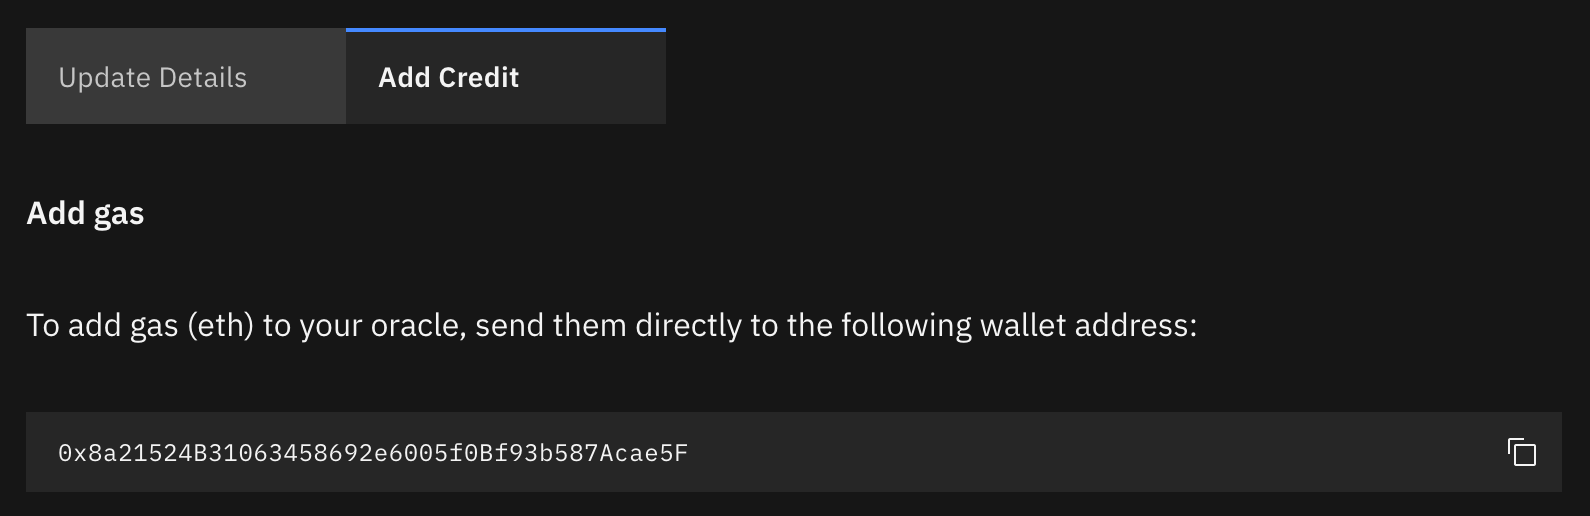 Update Details
Add Credit
Add gas
To add gas (eth) to your oracle, send them directly to the following wallet address:
0x8a21524B31063458692e6005f0Bf93b587Acae5F